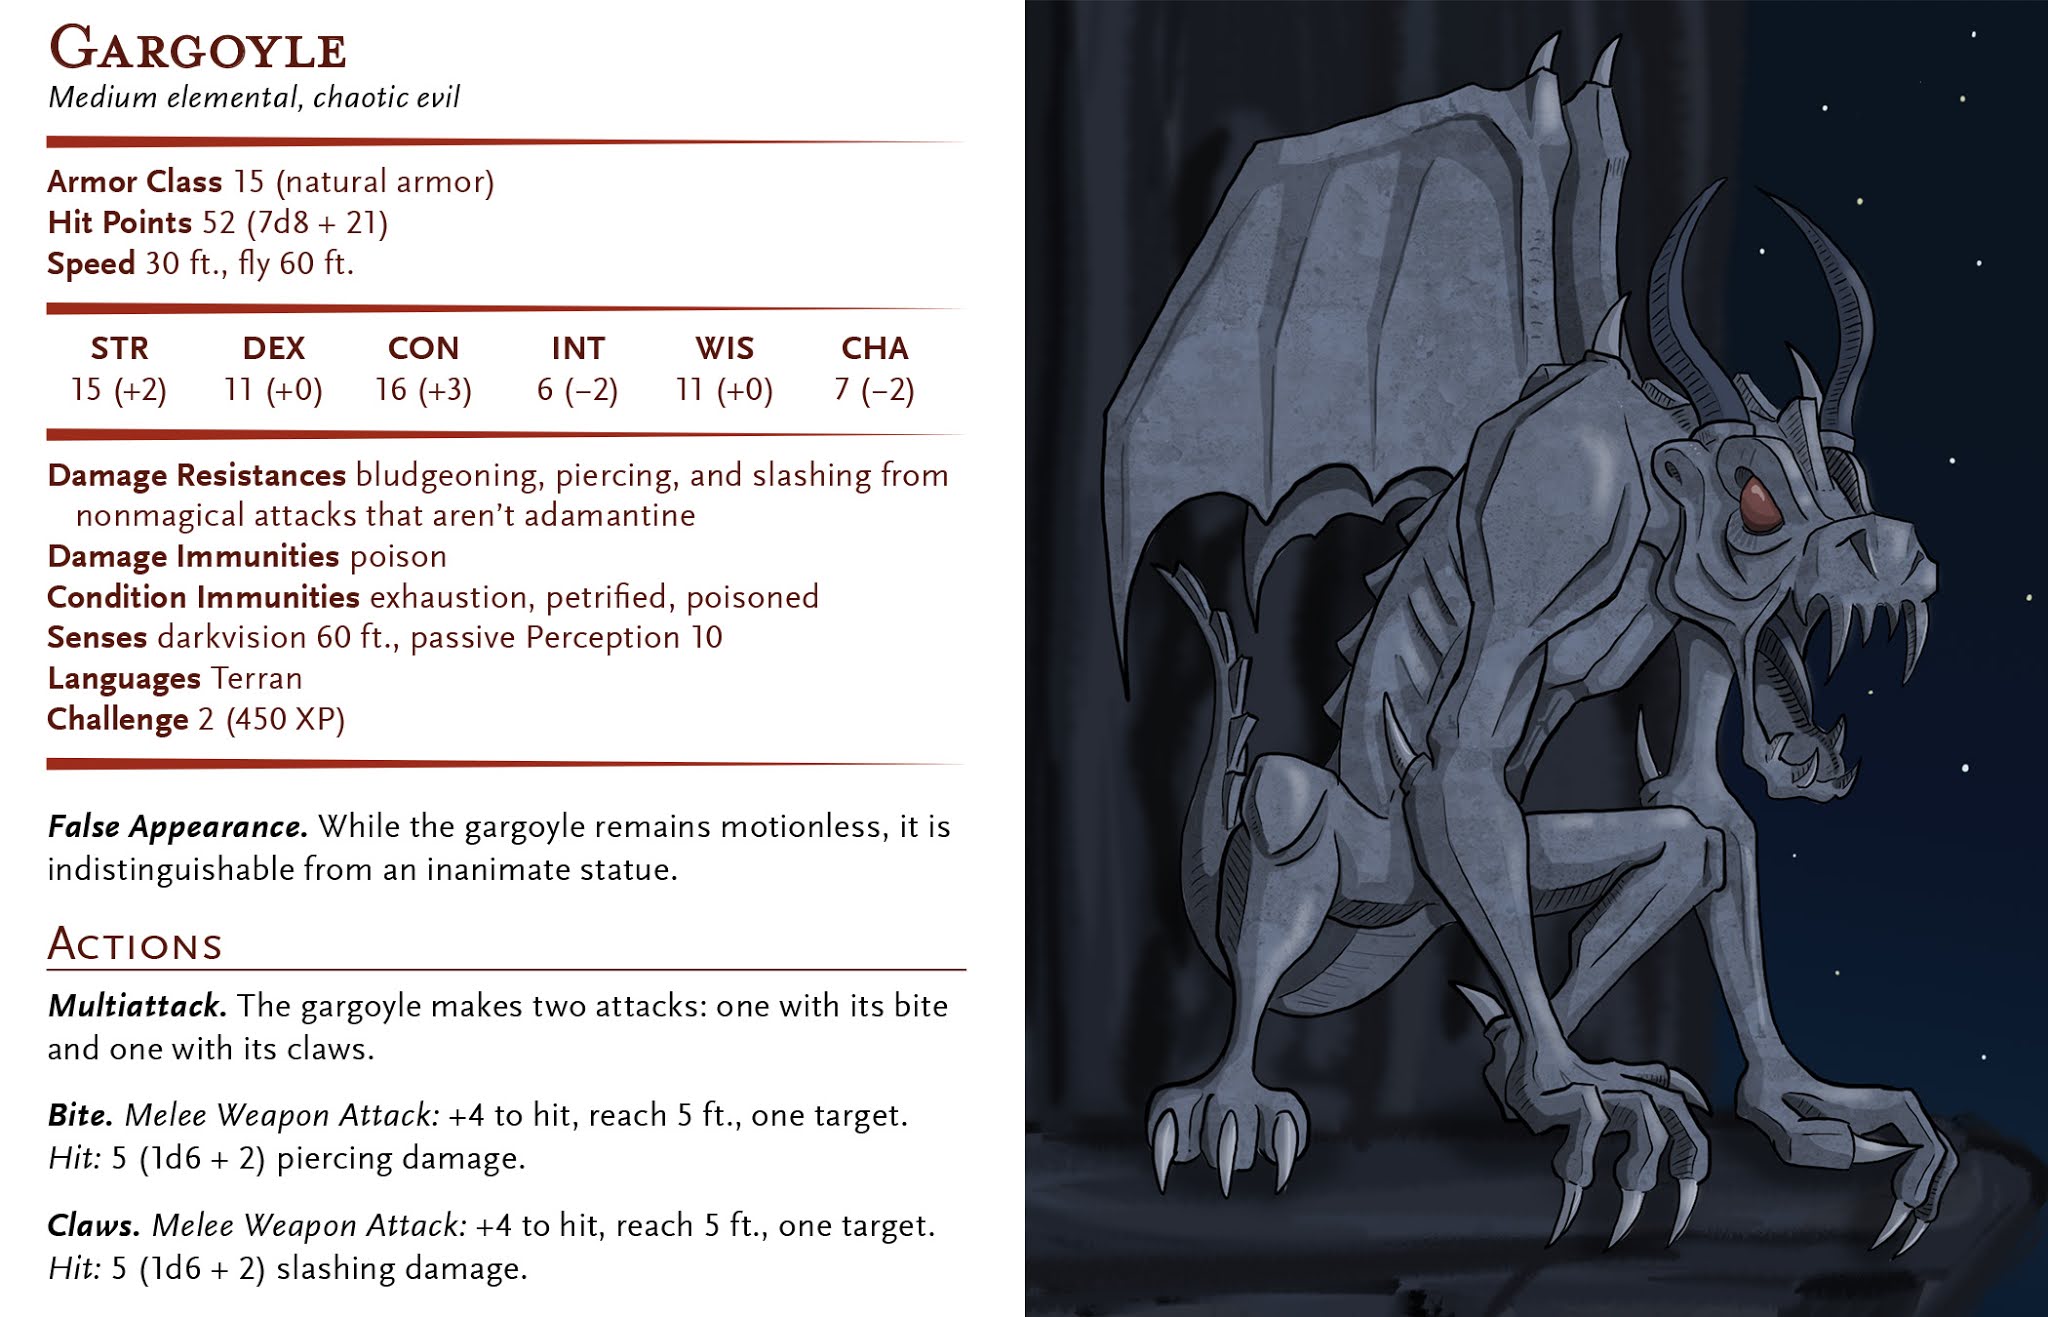 GARGOYLE
Medium elemental, chaotic evil
Armor Class 15 (natural armor)
Hit Points 52 (7d8 + 21)
Speed 30 ft., fly 60 ft.
STR DEX CON INT WIS CHA
15 (+2) 11 (+0) 16 (+3) 6 (−2) 11 (+0) 7 (−2)
Damage Resistances bludgeoning, piercing, and slashing from
nonmagical attacks that aren't adamantine
Damage Immunities poison
Condition Immunities exhaustion, petrified, poisoned
Senses darkvision 60 ft., passive Perception 10
Languages Terran
Challenge 2 (450 XP)
False Appearance. While the gargoyle remains motionless, it is
indistinguishable from an inanimate statue.
ACTIONS
Multiattack. The gargoyle makes two attacks: one with its bite
and one with its claws.
Bite. Melee Weapon Attack: +4 to hit, reach 5 ft., one target.
Hit: 5 (1d6 + 2) piercing damage.
Claws. Melee Weapon Attack: +4 to hit, reach 5 ft., one target.
Hit: 5 (1d6 + 2) slashing damage.